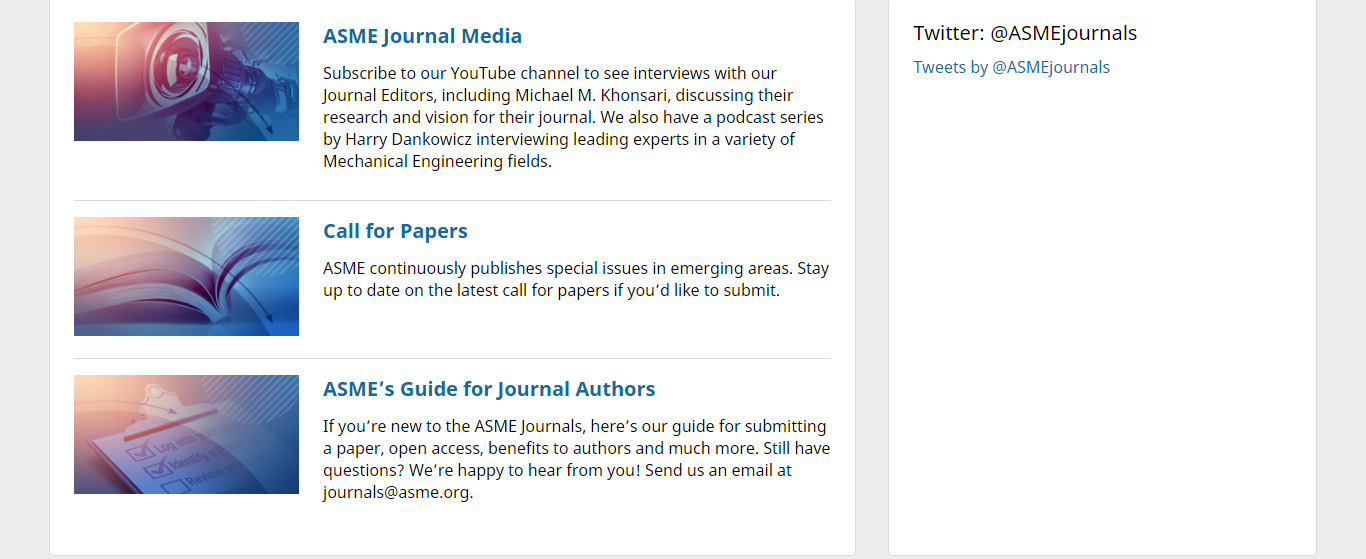 ASME Journal Media
Subscribe to our YouTube channel to see interviews with our
Journal Editors, including Michael M. Khonsari, discussing their
research and vision for their journal. We also have a podcast series
by Harry Dankowicz interviewing leading experts in a variety of
Mechanical Engineering fields.
Call for Papers
ASME continuously publishes special issues in emerging areas. Stay
up to date on the latest call for papers if you’d like to submit.
Log into your
Identify a
Review
ASME’s Guide for Journal Authors
If you’re new to the ASME Journals, here’s our guide for submitting
a paper, open access, benefits to authors and much more. Still have
questions? We’re happy to hear from you! Send us an email at
journals@asme.org.
Twitter: @ASMEjournals
Tweets by @ASMEjournals